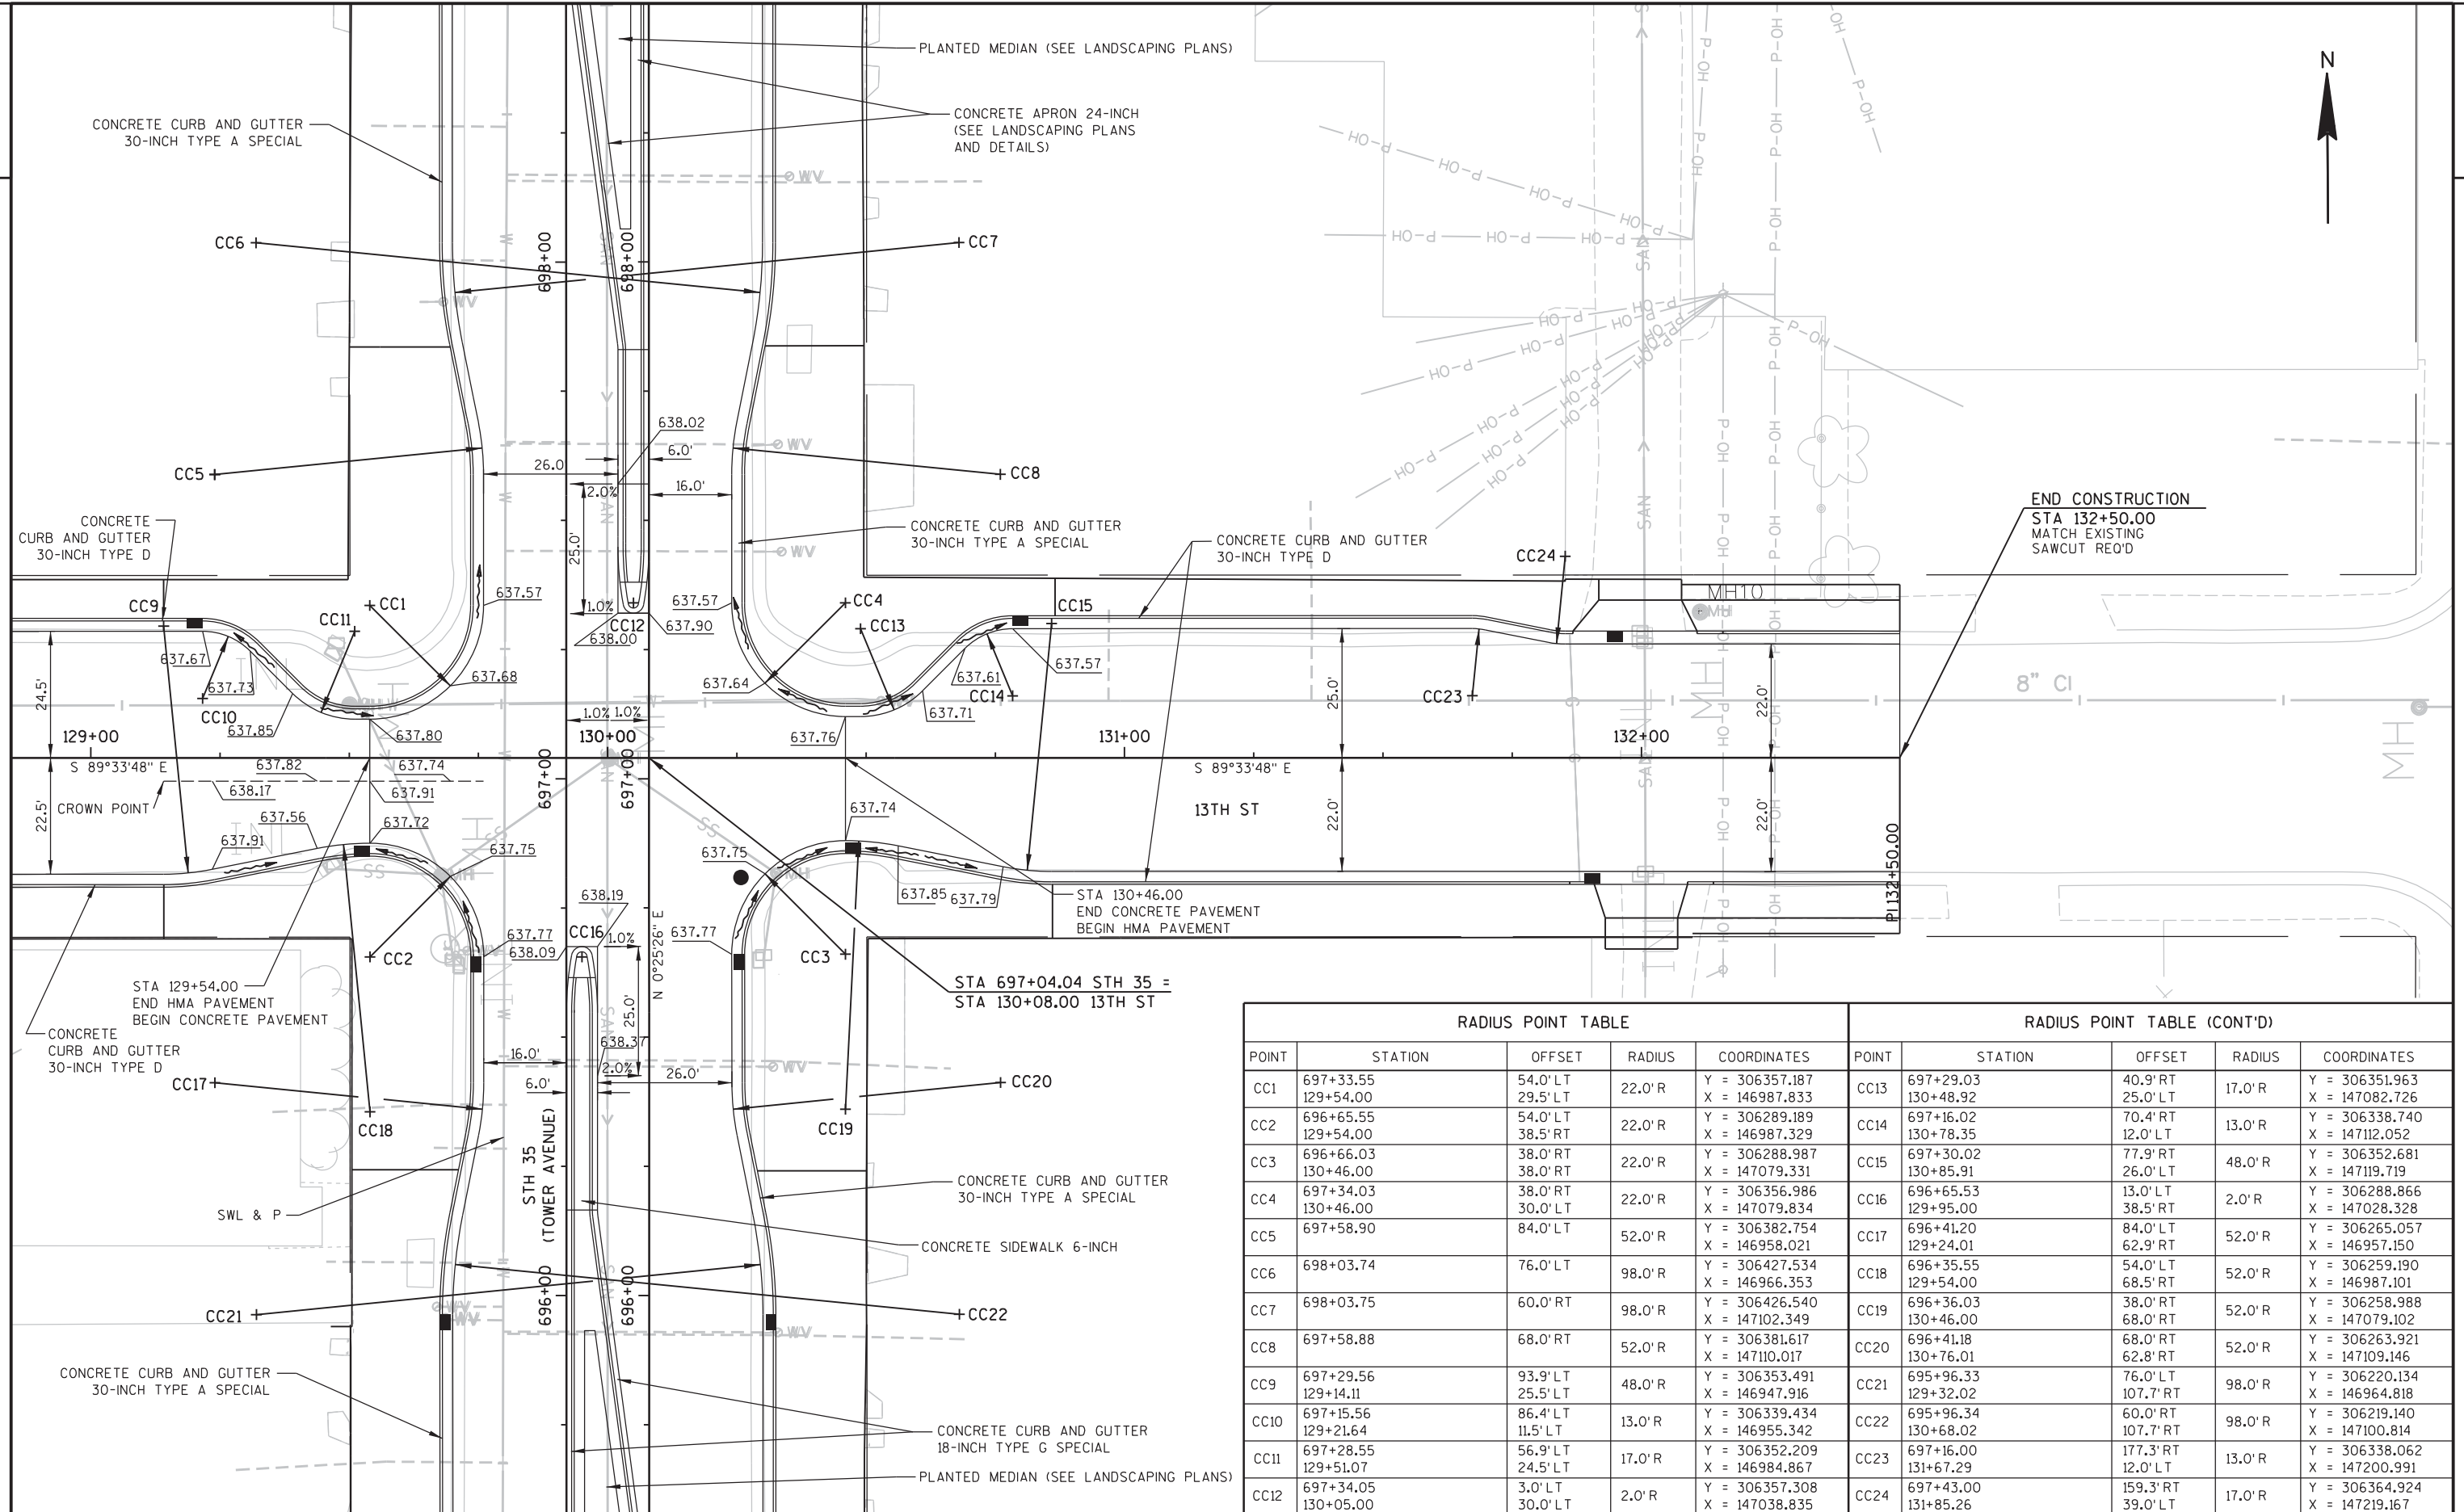 PLANTED MEDIAN (SEE LANDSCAPING PLANS)
CONCRETE APRON 24-INCH
(SEE LANDSCAPING PLANS
AND DETAILS)
CONCRETE CURB AND GUTTER
30-INCH TYPE A SPECIAL
N
CC6
CC7
698+00
698+00
WV
WV
WV
WV
P-OH
P-OH
P-OH
SAN
SAN
638.02
6.0'
26.0
CC5
CC8
2.0%
16.0'
25.0'
CONCRETE
CURB AND GUTTER
30-INCH TYPE D
CONCRETE CURB AND GUTTER
30-INCH TYPE A SPECIAL
CONCRETE CURB AND GUTTER
30-INCH TYPE D
END CONSTRUCTION
STA 132+50.00
MATCH EXISTING
SAWCUT REQ'D
CC24
MH10
CC9
CC11
CC1
637.57
1.0%
CC12
638.00
637.57
637.90
CC4
CC13
CC15
637.67
637.73
CC10
637.85
637.68
637.80
637.64
637.61
CC14
637.57
637.71
637.76
CC23
24.5'
25.0'
22.0'
8" CI
MH
1.0% 1.0%
129+00
130+00
131+00
132+00
S 89°33'48" E
S 89°33'48" E
637.82
637.74
638.17
637.91
CROWN POINT
697+00
697+00
13TH ST
22.5'
22.0'
22.0'
637.56
637.72
637.91
637.75
637.74
637.75
637.85
637.79
PI 132+50.00
638.19
CC16
1.0%
637.77
638.09
637.77
N 0°25'26" E
CC2
CC3
STA 130+46.00
END CONCRETE PAVEMENT
BEGIN HMA PAVEMENT
STA 129+54.00
END HMA PAVEMENT
BEGIN CONCRETE PAVEMENT
STA 697+04.04 STH 35 =
STA 130+08.00 13TH ST
CONCRETE
CURB AND GUTTER
30-INCH TYPE D
25.0'
638.37
16.0'
2.0%
26.0'
6.0'
CC17
CC20
CC18
CC19
STH 35
(TOWER AVENUE)
SWL & P
CONCRETE CURB AND GUTTER
30-INCH TYPE A SPECIAL
CONCRETE SIDEWALK 6-INCH
696+00
696+00
CC21
CC22
CONCRETE CURB AND GUTTER
30-INCH TYPE A SPECIAL
CONCRETE CURB AND GUTTER
18-INCH TYPE G SPECIAL
PLANTED MEDIAN (SEE LANDSCAPING PLANS)
RADIUS POINT TABLE
POINT STATION OFFSET RADIUS COORDINATES
CC1 697+33.55 54.0' LT 22.0' R Y = 306357.187
129+54.00 29.5' LT X = 146987.833
CC2 696+65.55 54.0' LT 22.0' R Y = 306289.189
129+54.00 38.5' RT X = 146987.329
CC3 696+66.03 38.0' RT 22.0' R Y = 306288.987
130+46.00 38.0' RT X = 147079.331
CC4 697+34.03 38.0' RT 22.0' R Y = 306356.986
130+46.00 30.0' LT X = 147079.834
CC5 697+58.90 84.0' LT 52.0' R Y = 306382.754
X = 146958.021
CC6 698+03.74 76.0' LT 98.0' R Y = 306427.534
X = 146966.353
CC7 698+03.75 60.0' RT 98.0' R Y = 306426.540
X = 147102.349
CC8 697+58.88 68.0' RT 52.0' R Y = 306381.617
X = 147110.017
CC9 697+29.56 93.9' LT 48.0' R Y = 306353.491
129+14.11 25.5' LT X = 146947.916
CC10 697+15.56 86.4' LT 13.0' R Y = 306339.434
129+21.64 11.5' LT X = 146955.342
CC11 697+28.55 56.9' LT 17.0' R Y = 306352.209
129+51.07 24.5' LT X = 146984.867
CC12 697+34.05 3.0' LT 2.0' R Y = 306357.308
130+05.00 30.0' LT X = 147038.835
RADIUS POINT TABLE (CONT'D)
POINT STATION OFFSET RADIUS COORDINATES
CC13 697+29.03 40.9' RT 17.0' R Y = 306351.963
130+48.92 25.0' LT X = 147082.726
CC14 697+16.02 70.4' RT 13.0' R Y = 306338.740
130+78.35 12.0' LT X = 147112.052
CC15 697+30.02 77.9' RT 48.0' R Y = 306352.681
130+85.91 26.0' LT X = 147119.719
CC16 696+65.53 13.0' LT 2.0' R Y = 306288.866
129+95.00 38.5' RT X = 147028.328
CC17 696+41.20 84.0' LT 52.0' R Y = 306265.057
129+24.01 62.9' RT X = 146957.150
CC18 696+35.55 54.0' LT 52.0' R Y = 306259.190
129+54.00 68.5' RT X = 146987.101
CC19 696+36.03 38.0' RT 52.0' R Y = 306258.988
130+46.00 68.0' RT X = 147079.102
CC20 696+41.18 68.0' RT 52.0' R Y = 306263.921
130+76.01 62.8' RT X = 147109.146
CC21 695+96.33 76.0' LT 98.0' R Y = 306220.134
129+32.02 107.7' RT X = 146964.818
CC22 695+96.34 60.0' RT 98.0' R Y = 306219.140
130+68.02 107.7' RT X = 147100.814
CC23 697+16.00 177.3' RT 13.0' R Y = 306338.062
131+67.29 12.0' LT X = 147200.991
CC24 697+43.00 159.3' RT 17.0' R Y = 306364.924
131+85.26 39.0' LT X = 147219.167